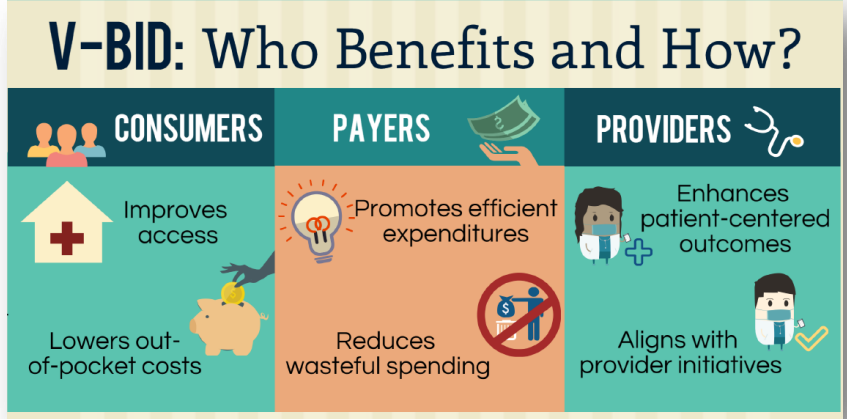 V-BID: Who Benefits and How?
CONSUMERS
Improves
access
Lowers out-
of-pocket costs
PAYERS
$
Promotes efficient
expenditures
$
Reduces
wasteful spending
PROVIDERS
Enhances
patient-centered
outcomes
Aligns with
provider initiatives